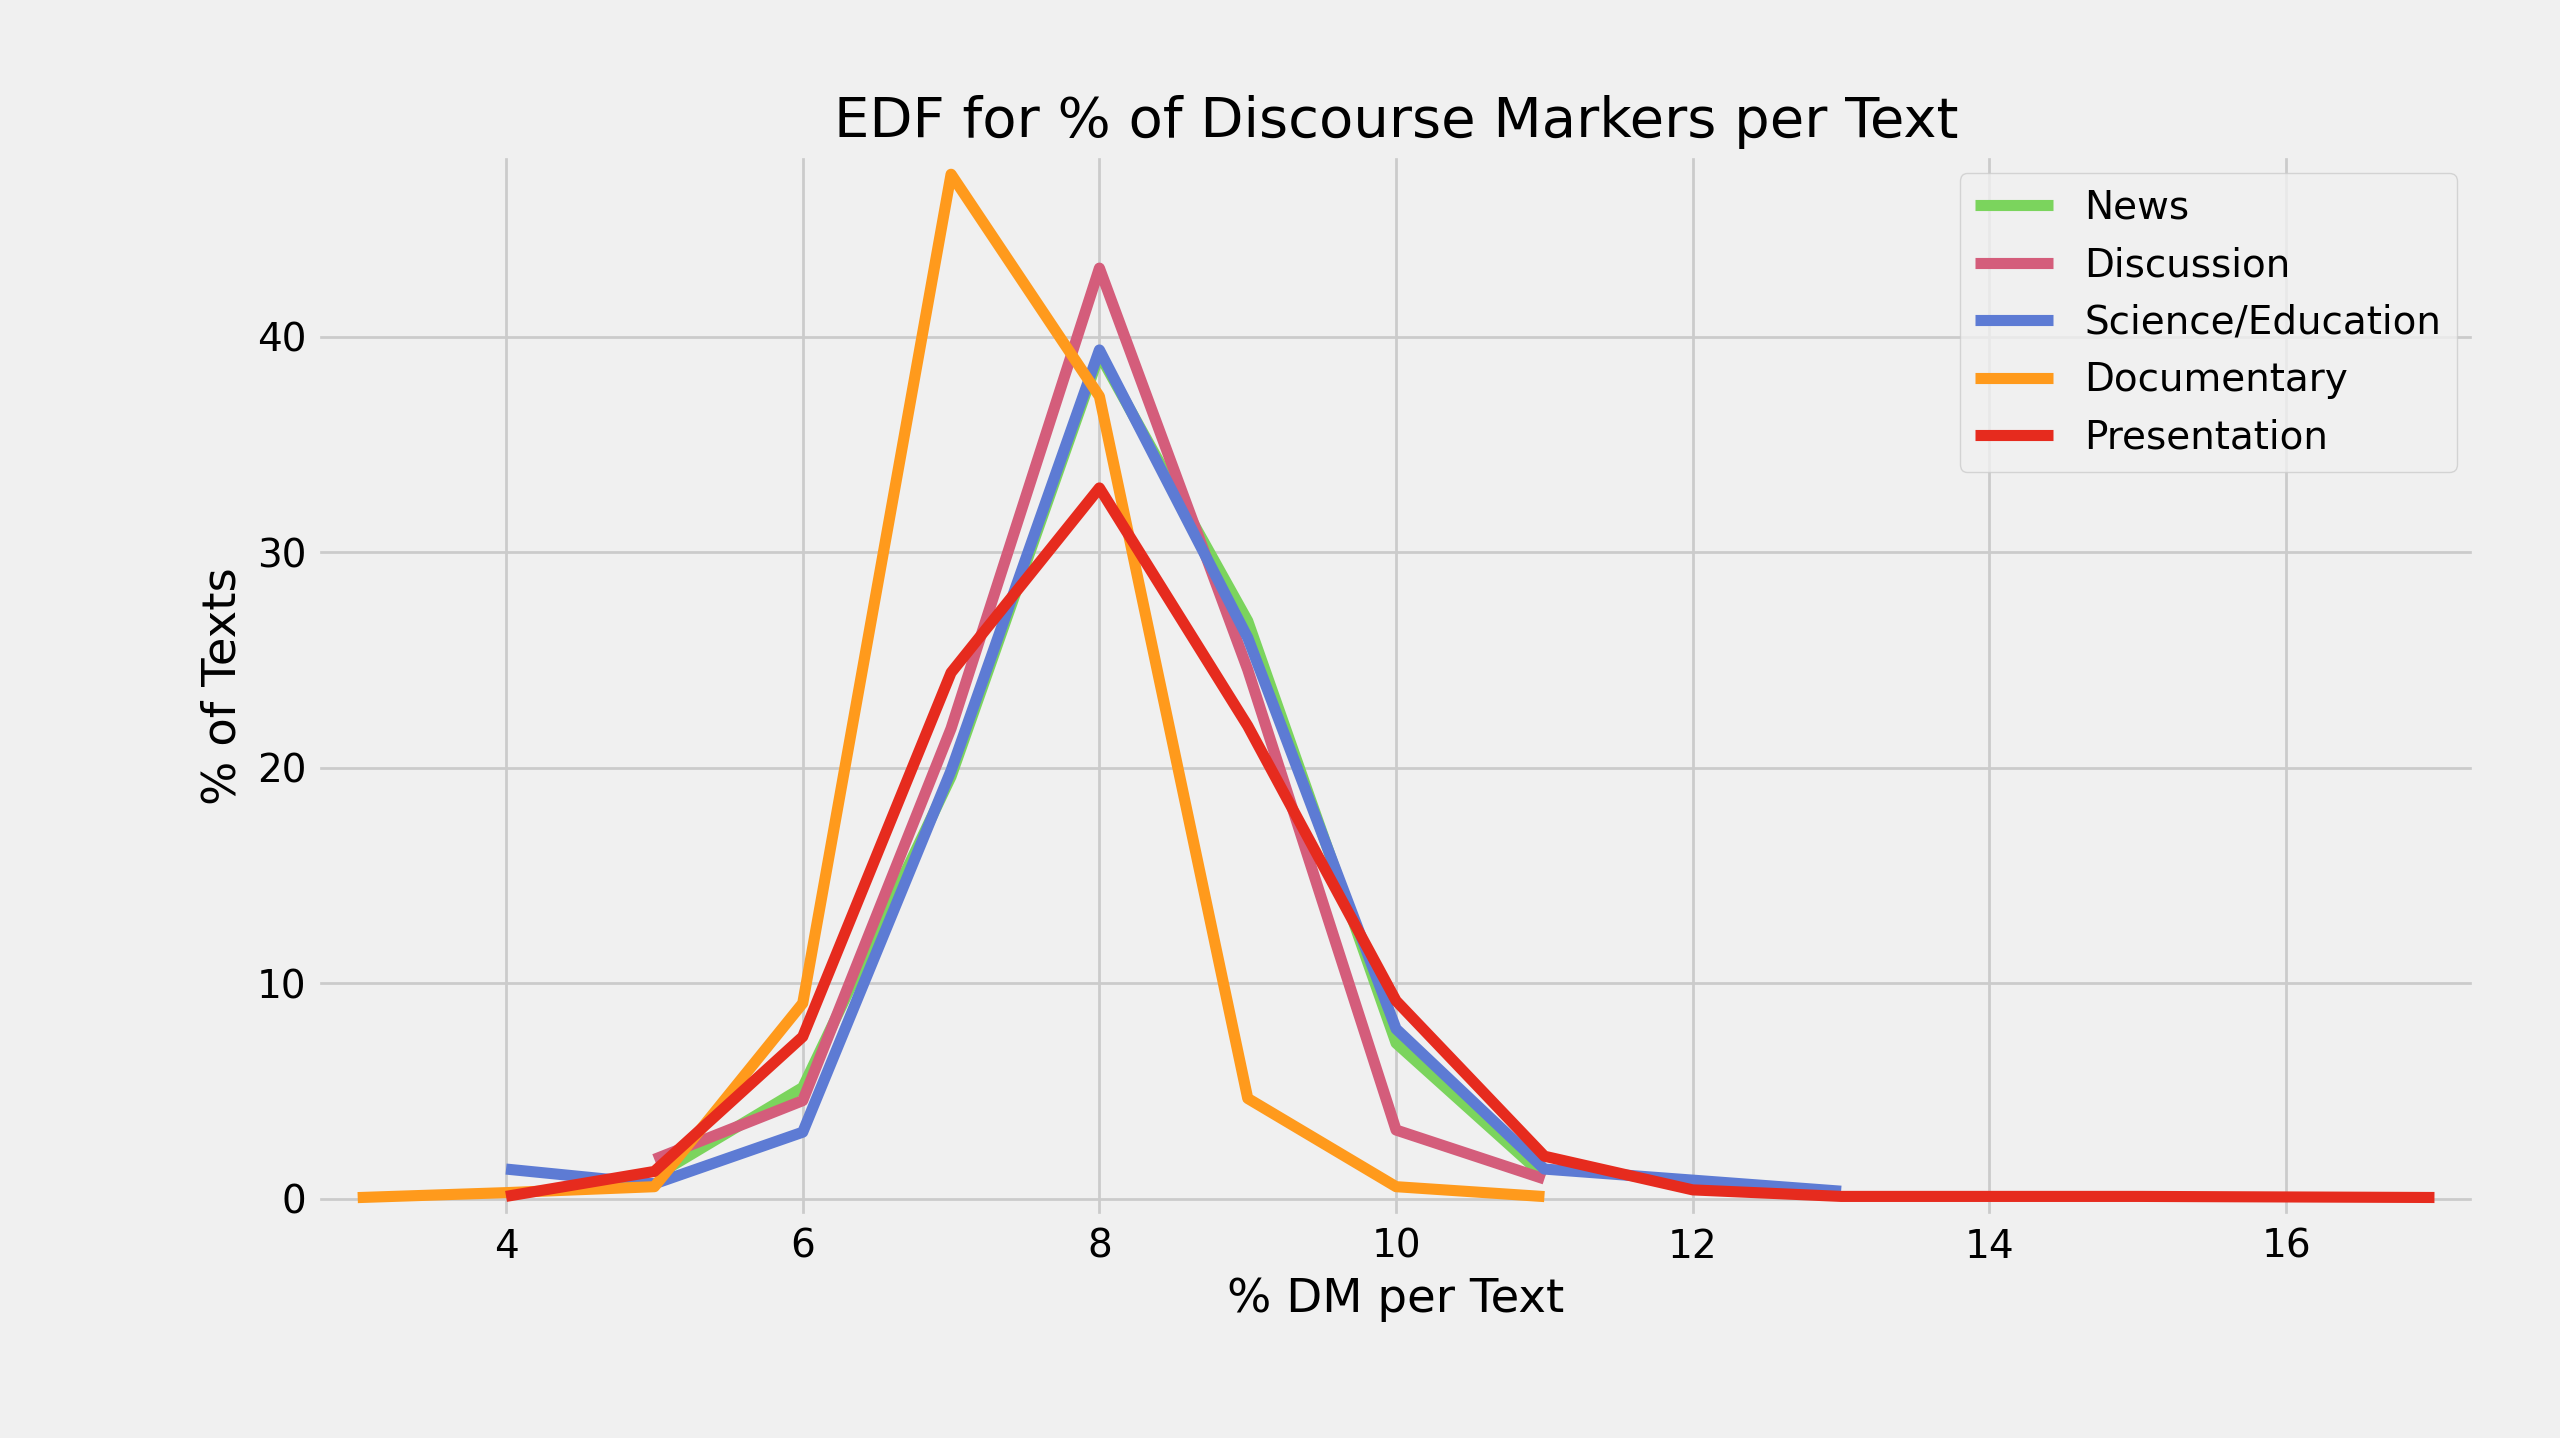 EDF for % of Discourse Markers per Text
News
Discussion
Science/Education
Documentary
Presentation
% of Texts
40
30
20
10
0
4 6 8 10 12 14 16
% DM per Text